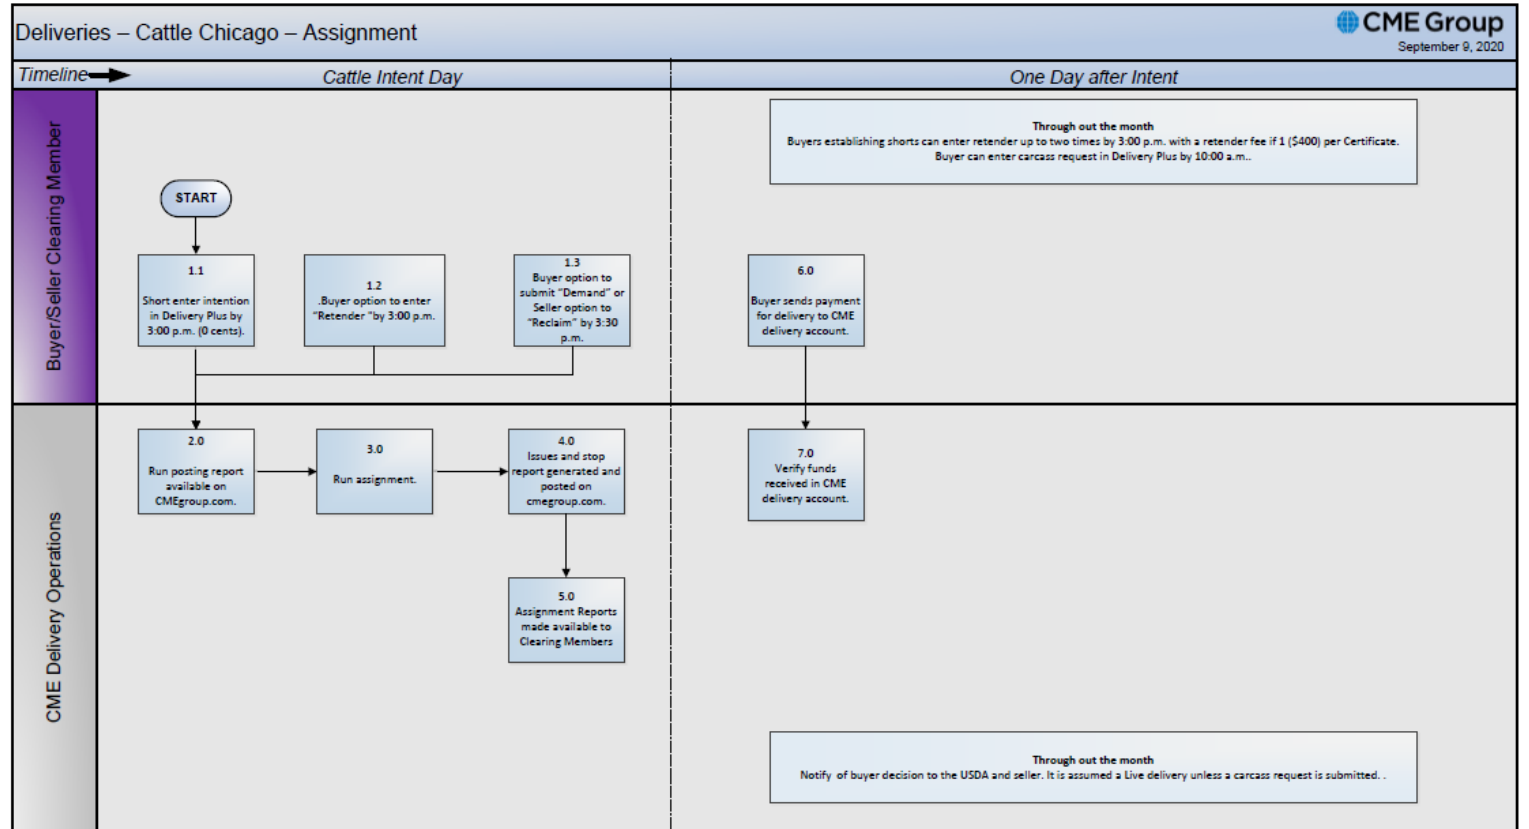 Deliveries – Cattle Chicago – Assignment
CME Group
September 9, 2020
Timeline
Cattle Intent Day
One Day after Intent
Buyer/Seller Clearing Member
Through out the month
Buyers establishing shorts can enter retender up to two times by 3:00 p.m. with a retender fee if 1 ($400) per Certificate.
Buyer can enter carcass request in Delivery Plus by 10:00 a.m..
START
1.1
Short enter intention
in Delivery Plus by
3:00 p.m. (0 cents).
1.2
.Buyer option to enter
“Retender ”by 3:00 p.m.
1.3
Buyer option to
submit “Demand” or
Seller option to
“Reclaim” by 3:30
p.m.
6.0
Buyer sends payment
for delivery to CME
delivery account.
CME Delivery Operations
2.0
Run posting report
available on
CMEgroup.com.
3.0
Run assignment.
4.0
Issues and stop
report generated and
posted on
cmegroup.com.
7.0
Verify funds
received in CME
delivery account.
5.0
Assignment Reports
made available to
Clearing Members
Through out the month
Notify  of buyer decision to the USDA and seller. It is assumed a Live delivery unless a carcass request is submitted. .